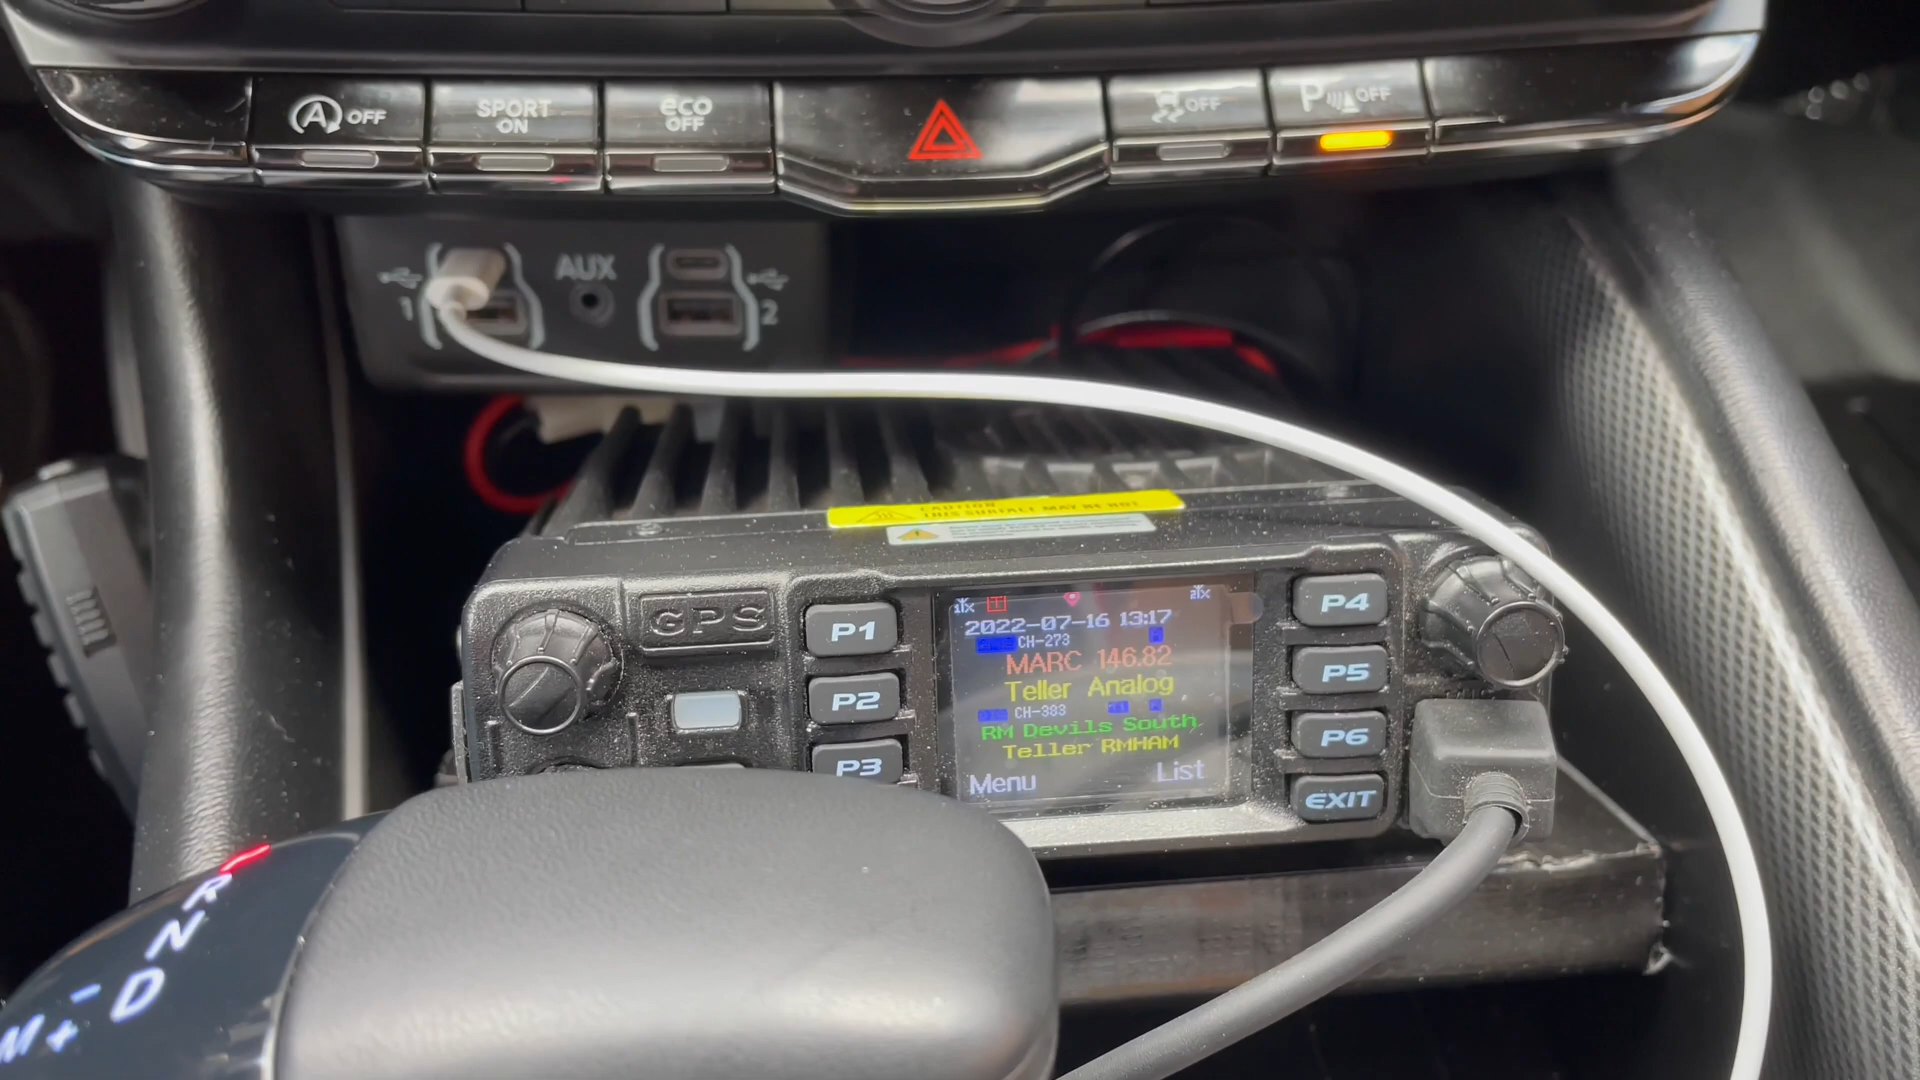 A OFF
SPORT
ON
eco
OFF
OFF
P OFF
1
AUX
2
CAUTION
THIS SURFACE MAY BE HOT
GPS
P1
P2
P3
2022-07-16 13:17
CH-273
MARC 146.82
Teller Analog
CH-383
RM Devils South
Teller RMHAM
Menu
List
P4
P5
P6
EXIT
MIC
R
N
D
-
M
+